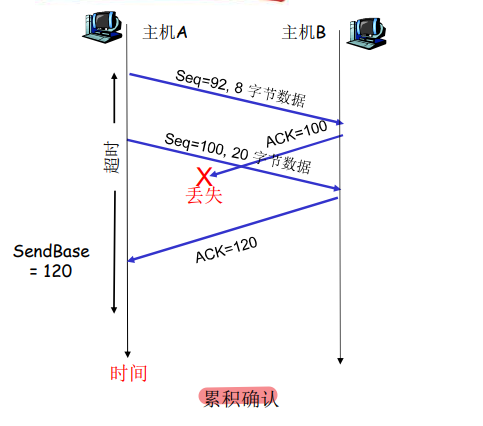 主机A
主机B
Seq=92, 8 字节数据
ACK=100
Seq=100, 20 字节数据
超时
X
丢失
ACK=120
SendBase
= 120
时间
累积确认